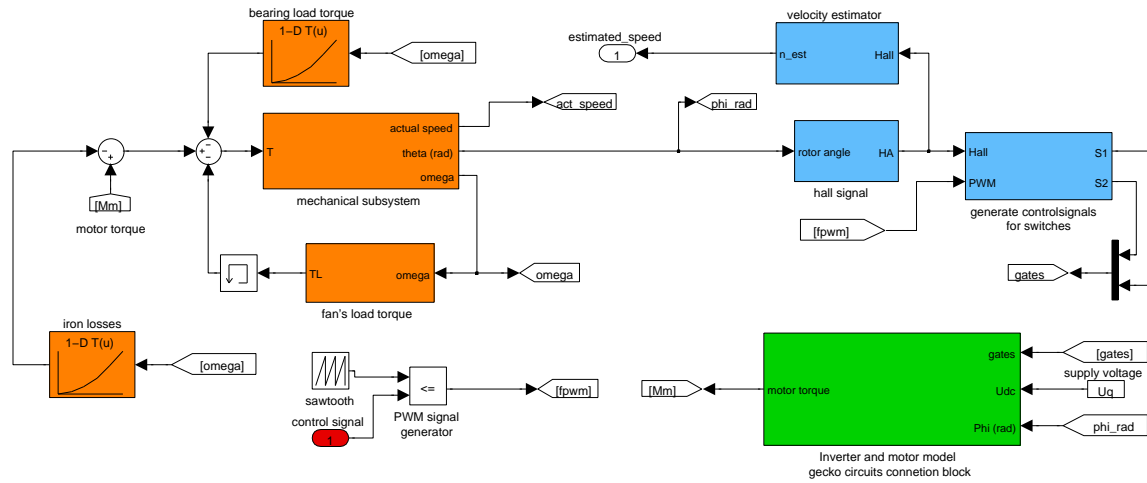 bearing load torque
1−D T(u)
[omega]
velocity estimator
estimated_speed
1
n_est
Hall
act_speed
phi_rad
−
+
[Mm]
motor torque
+
−
−
T
actual speed
theta (rad)
omega
mechanical subsystem
rotor angle
HA
hall signal
Hall
PWM
S1
S2
generate controlsignals
for switches
[fpwm]
TL
omega
fan's load torque
omega
gates
iron losses
1−D T(u)
[omega]
sawtooth
control signal
1
<=
PWM signal
generator
[fpwm]
[Mm]
motor torque
gates
Udc
Phi (rad)
[gates]
supply voltage
Uq
phi_rad
Inverter and motor model
gecko circuits connetion block